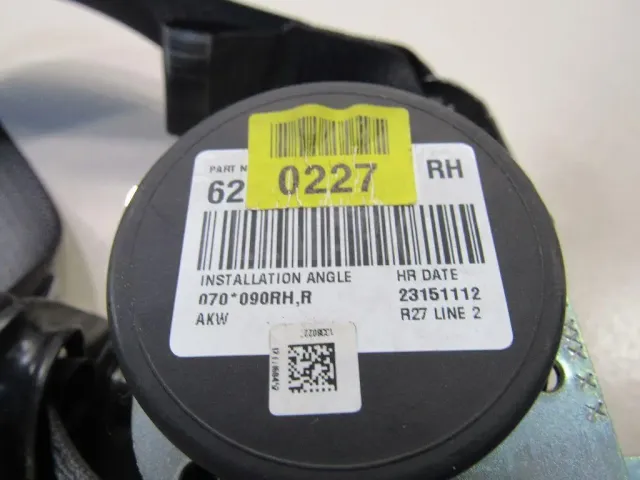 PART N
62
0227
RH
INSTALLATION ANGLE HR DATE
070*090RH,R 23151112
AKW R27 LINE 2